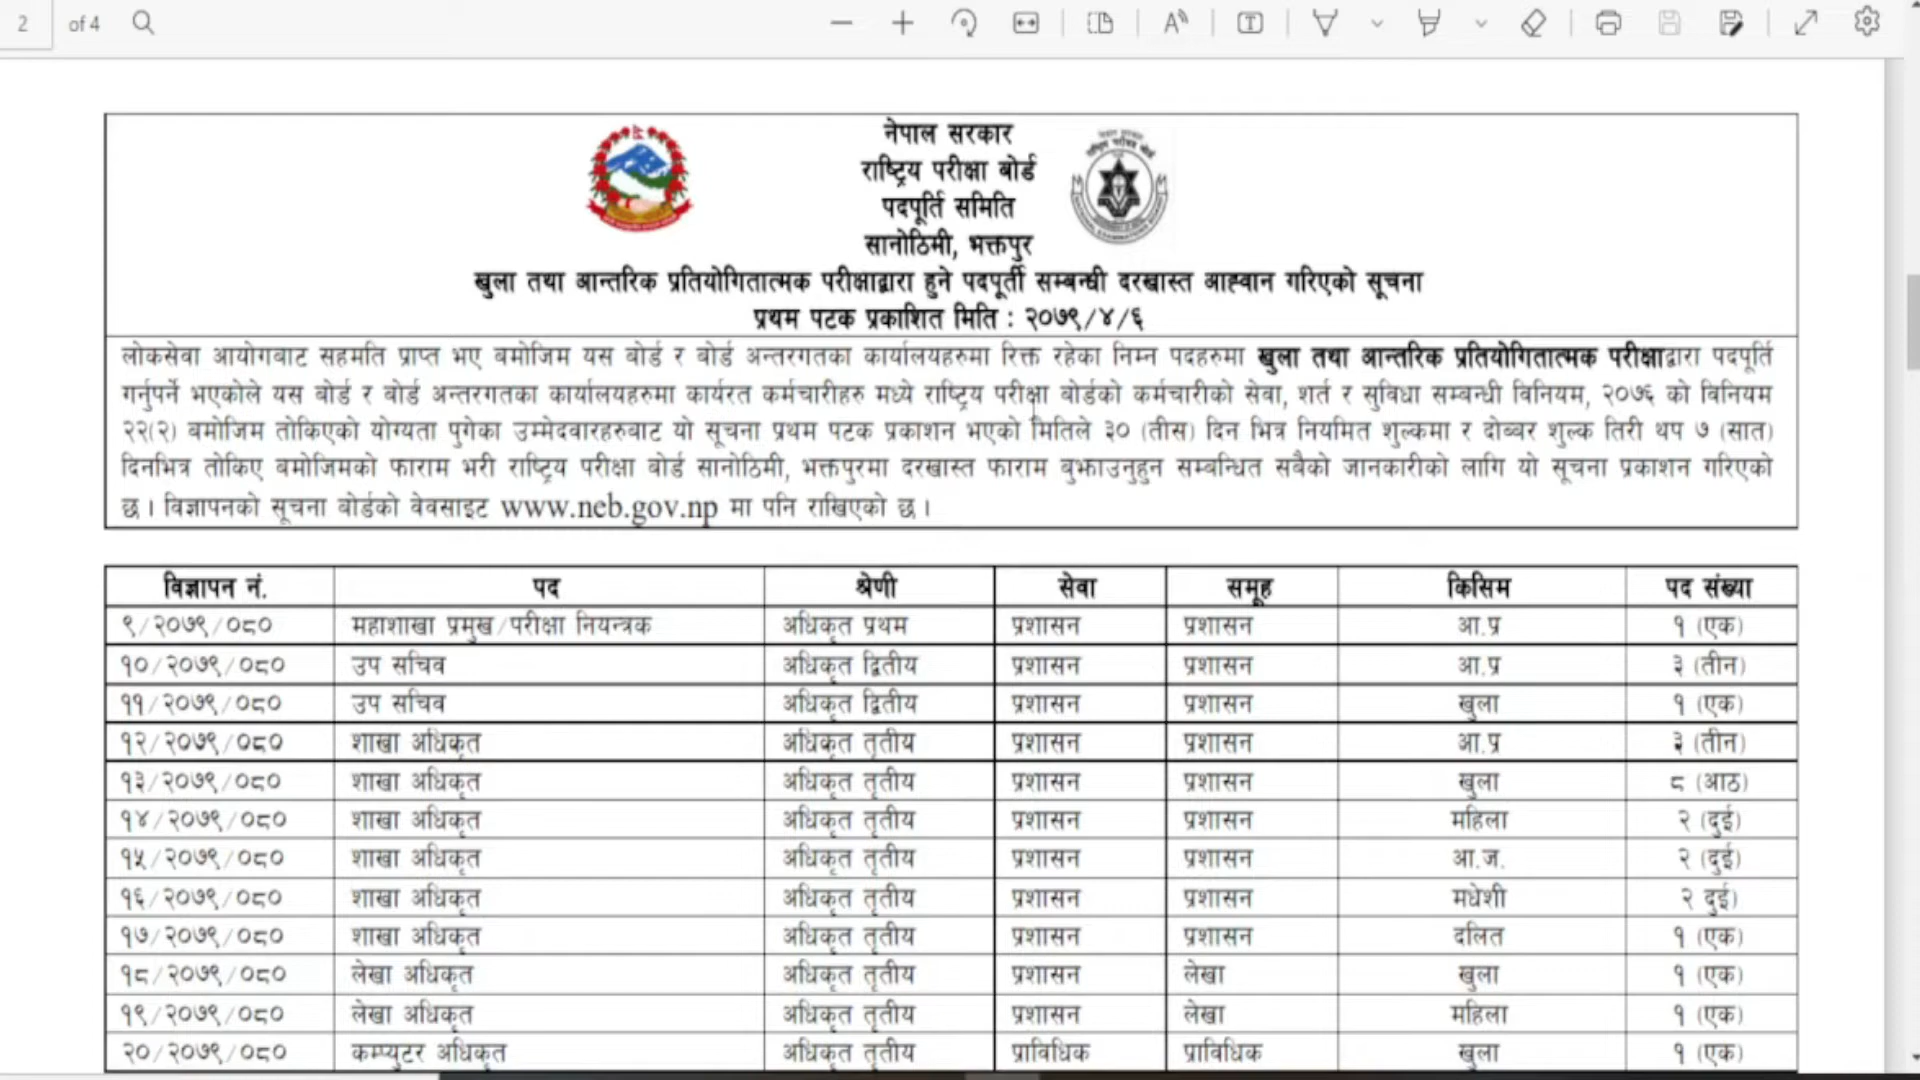 2 of 4
नेपाल सरकार
राष्ट्रिय परीक्षा बोर्ड
पदपूर्ति समिति
सानोठिमी, भक्तपुर
खुला तथा आन्तरिक प्रतियोगितात्मक परीक्षाद्वारा हुने पदपूर्ती सम्बन्धी दरखास्त आह्वान गरिएको सूचना
प्रथम पटक प्रकाशित मिति : २०७९/४/६
लोकसेवा आयोगबाट सहमति प्राप्त भए बमोजिम यस बोर्ड र बोर्ड अन्तरगतका कार्यालयहरुमा रिक्त रहेका निम्न पदहरुमा खुला तथा आन्तरिक प्रतियोगितात्मक परीक्षाद्वारा पदपूर्ति
गर्नुपर्ने भएकोले यस बोर्ड र बोर्ड अन्तरगतका कार्यालयहरुमा कार्यरत कर्मचारीहरु मध्ये राष्ट्रिय परीक्षा बोर्डको कर्मचारीको सेवा, शर्त र सुविधा सम्बन्धी विनियम, २०७६ को विनियम
२२(२) बमोजिम तोकिएको योग्यता पुगेका उम्मेदवारहरुबाट यो सूचना प्रथम पटक प्रकाशन भएको मितिले ३० (तीस) दिन भित्र नियमित शुल्कमा र दोब्बर शुल्क तिरी थप ७ (सात)
दिनभित्र तोकिए बमोजिमको फाराम भरी राष्ट्रिय परीक्षा बोर्ड सानोठिमी, भक्तपुरमा दरखास्त फाराम बुझाउनुहुन सम्बन्धित सबैको जानकारीको लागि यो सूचना प्रकाशन गरिएको
छ । विज्ञापनको सूचना बोर्डको वेवसाइट www.neb.gov.np मा पनि राखिएको छ ।
विज्ञापन नं. पद श्रेणी सेवा समूह किसिम पद संख्या
९/२०७९/०८० महाशाखा प्रमुख/परीक्षा नियन्त्रक अधिकृत प्रथम प्रशासन प्रशासन आ.प्र १ (एक)
१०/२०७९/०८० उप सचिव अधिकृत द्वितीय प्रशासन प्रशासन आ.प्र ३ (तीन)
११/२०७९/०८० उप सचिव अधिकृत द्वितीय प्रशासन प्रशासन खुला १ (एक)
१२/२०७९/०८० शाखा अधिकृत अधिकृत तृतीय प्रशासन प्रशासन आ.प्र ३ (तीन)
१३/२०७९/०८० शाखा अधिकृत अधिकृत तृतीय प्रशासन प्रशासन खुला ८ (आठ)
१४/२०७९/०८० शाखा अधिकृत अधिकृत तृतीय प्रशासन प्रशासन महिला २ (दुई)
१५/२०७९/०८० शाखा अधिकृत अधिकृत तृतीय प्रशासन प्रशासन आ.ज. २ (दुई)
१६/२०७९/०८० शाखा अधिकृत अधिकृत तृतीय प्रशासन प्रशासन मधेशी २ दुई)
१७/२०७९/०८० शाखा अधिकृत अधिकृत तृतीय प्रशासन प्रशासन दलित १ (एक)
१८/२०७९/०८० लेखा अधिकृत अधिकृत तृतीय प्रशासन लेखा खुला १ (एक)
१९/२०७९/०८० लेखा अधिकृत अधिकृत तृतीय प्रशासन लेखा महिला १ (एक)
२०/२०७९/०८० कम्प्युटर अधिकृत अधिकृत तृतीय प्राविधिक प्राविधिक खुला १ (एक)